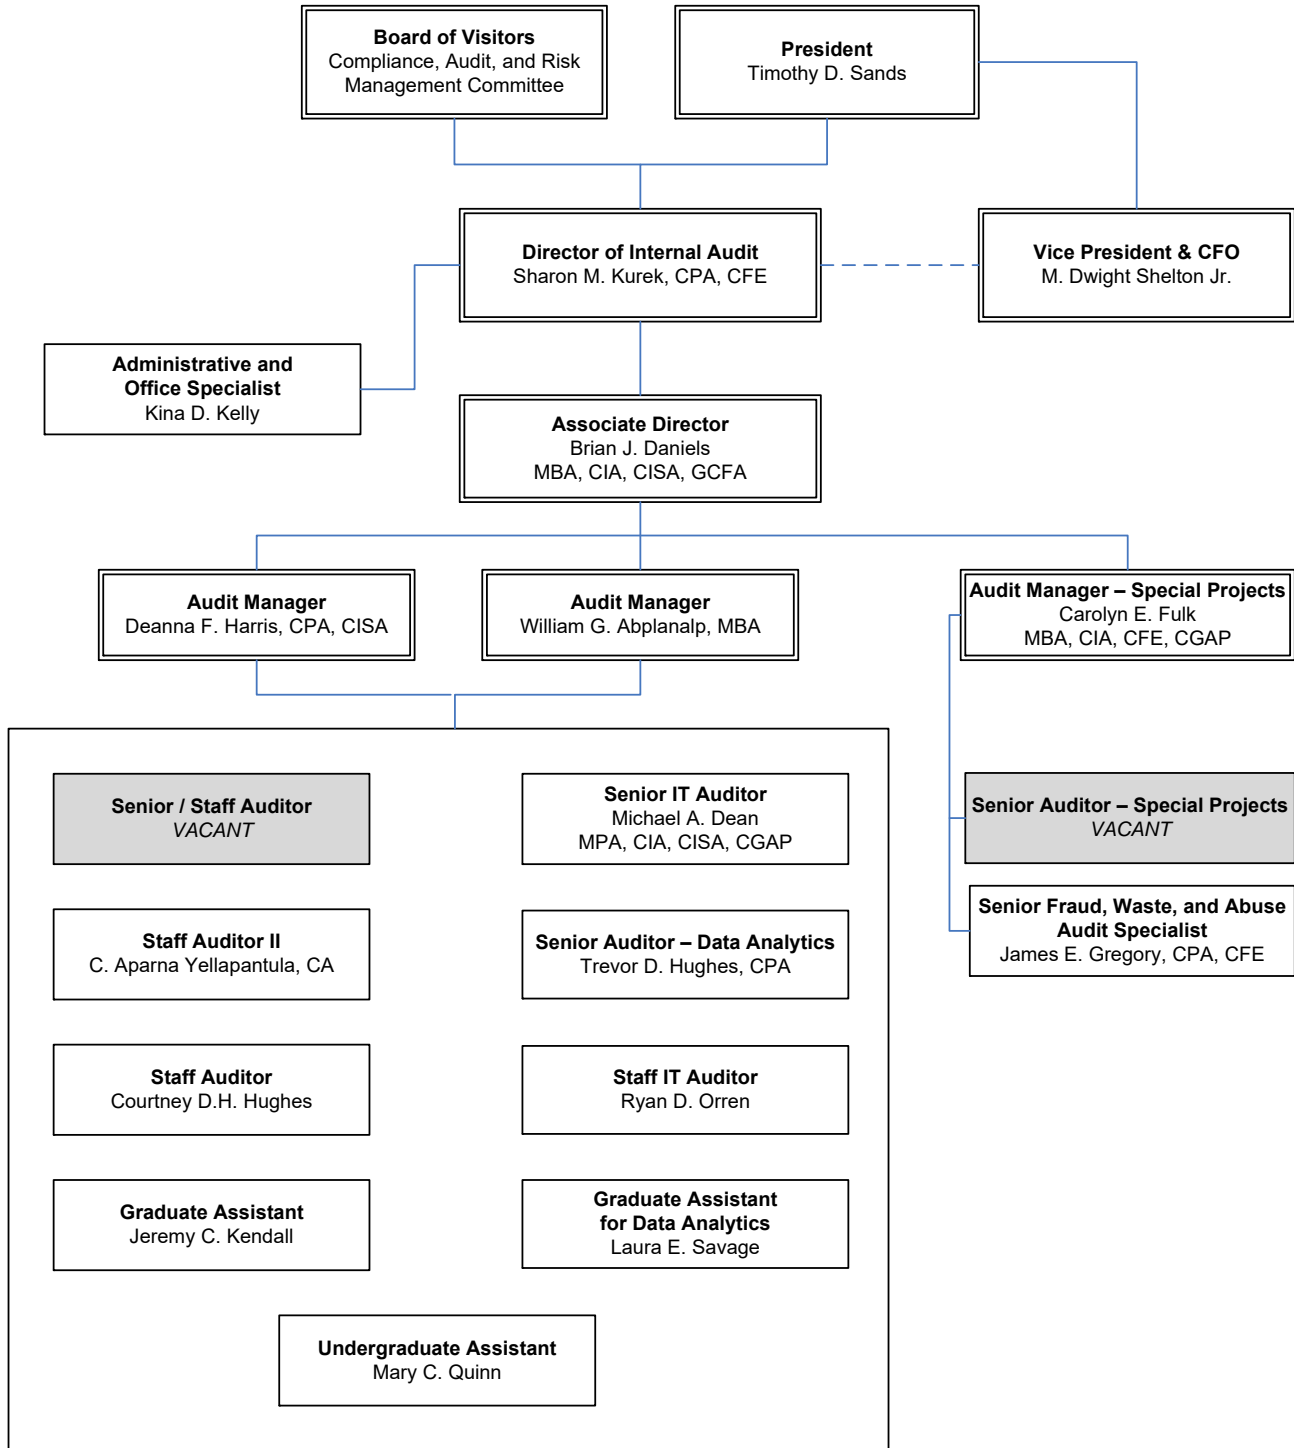 Board of Visitors
Compliance, Audit, and Risk
Management Committee
President
Timothy D. Sands
Director of Internal Audit
Sharon M. Kurek, CPA, CFE
Vice President & CFO
M. Dwight Shelton Jr.
Administrative and
Office Specialist
Kina D. Kelly
Associate Director
Brian J. Daniels
MBA, CIA, CISA, GCFA
Audit Manager
Deanna F. Harris, CPA, CISA
Audit Manager
William G. Abplanalp, MBA
Audit Manager – Special Projects
Carolyn E. Fulk
MBA, CIA, CFE, CGAP
Senior / Staff Auditor
VACANT
Senior IT Auditor
Michael A. Dean
MPA, CIA, CISA, CGAP
Senior Auditor – Special Projects
VACANT
Staff Auditor II
C. Aparna Yellapantula, CA
Senior Auditor – Data Analytics
Trevor D. Hughes, CPA
Senior Fraud, Waste, and Abuse
Audit Specialist
James E. Gregory, CPA, CFE
Staff Auditor
Courtney D.H. Hughes
Staff IT Auditor
Ryan D. Orren
Graduate Assistant
Jeremy C. Kendall
Graduate Assistant
for Data Analytics
Laura E. Savage
Undergraduate Assistant
Mary C. Quinn